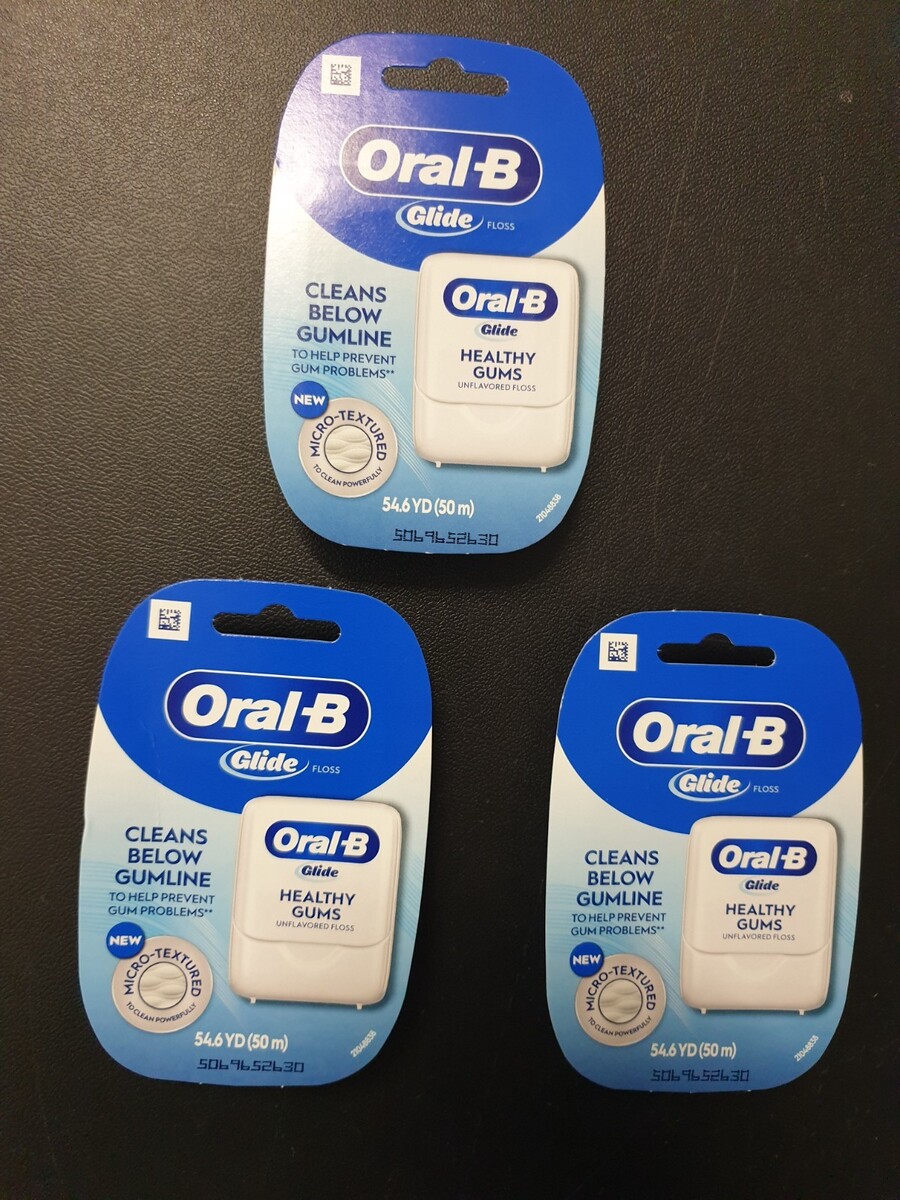 Oral-B
Glide FLOSS
CLEANS
BELOW
GUMLINE
TO HELP PREVENT
GUM PROBLEMS**
Oral-B
Glide
HEALTHY
GUMS
UNFLAVORED FLOSS
NEW
MICRO-TEXTURED
TO CLEAN POWERFULLY
54.6 YD (50 m)
21048838
5069652630
Oral-B
Glide FLOSS
CLEANS
BELOW
GUMLINE
TO HELP PREVENT
GUM PROBLEMS**
Oral-B
Glide
HEALTHY
GUMS
UNFLAVORED FLOSS
NEW
MICRO-TEXTURED
TO CLEAN POWERFULLY
54.6 YD (50 m)
21048838
5069652630
Oral-B
Glide FLOSS
CLEANS
BELOW
GUMLINE
TO HELP PREVENT
GUM PROBLEMS**
Oral-B
Glide
HEALTHY
GUMS
UNFLAVORED FLOSS
NEW
MICRO-TEXTURED
TO CLEAN POWERFULLY
54.6 YD (50 m)
21048838
5069652630